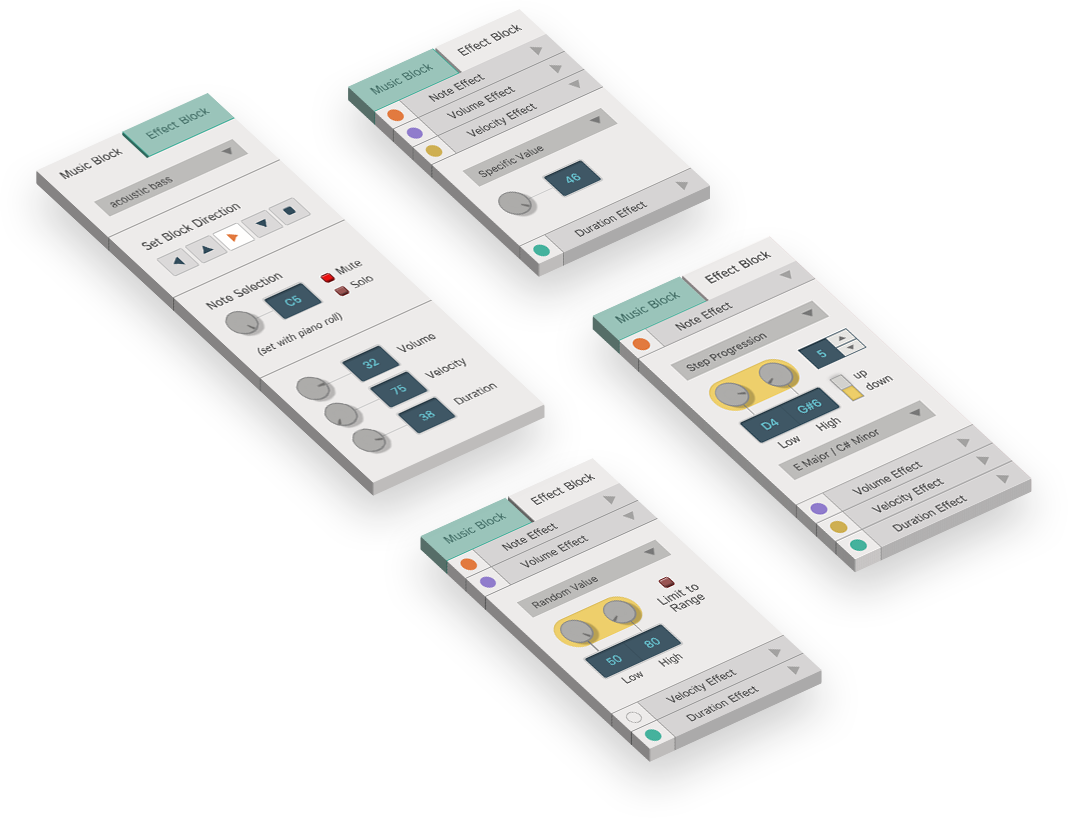 Music Block
Effect Block
acoustic bass
Set Block Direction
Note Selection
C5
Mute
Solo
(set with piano roll)
32
Volume
75
Velocity
38
Duration
Music Block
Effect Block
Note Effect
Volume Effect
Velocity Effect
Specific Value
46
Duration Effect
Music Block
Effect Block
Note Effect
Step Progression
5
D4
G#6
up
down
Low
High
E Major / C# Minor
Volume Effect
Velocity Effect
Duration Effect
Music Block
Effect Block
Note Effect
Volume Effect
Random Value
Limit to
Range
50
80
Low
High
Velocity Effect
Duration Effect